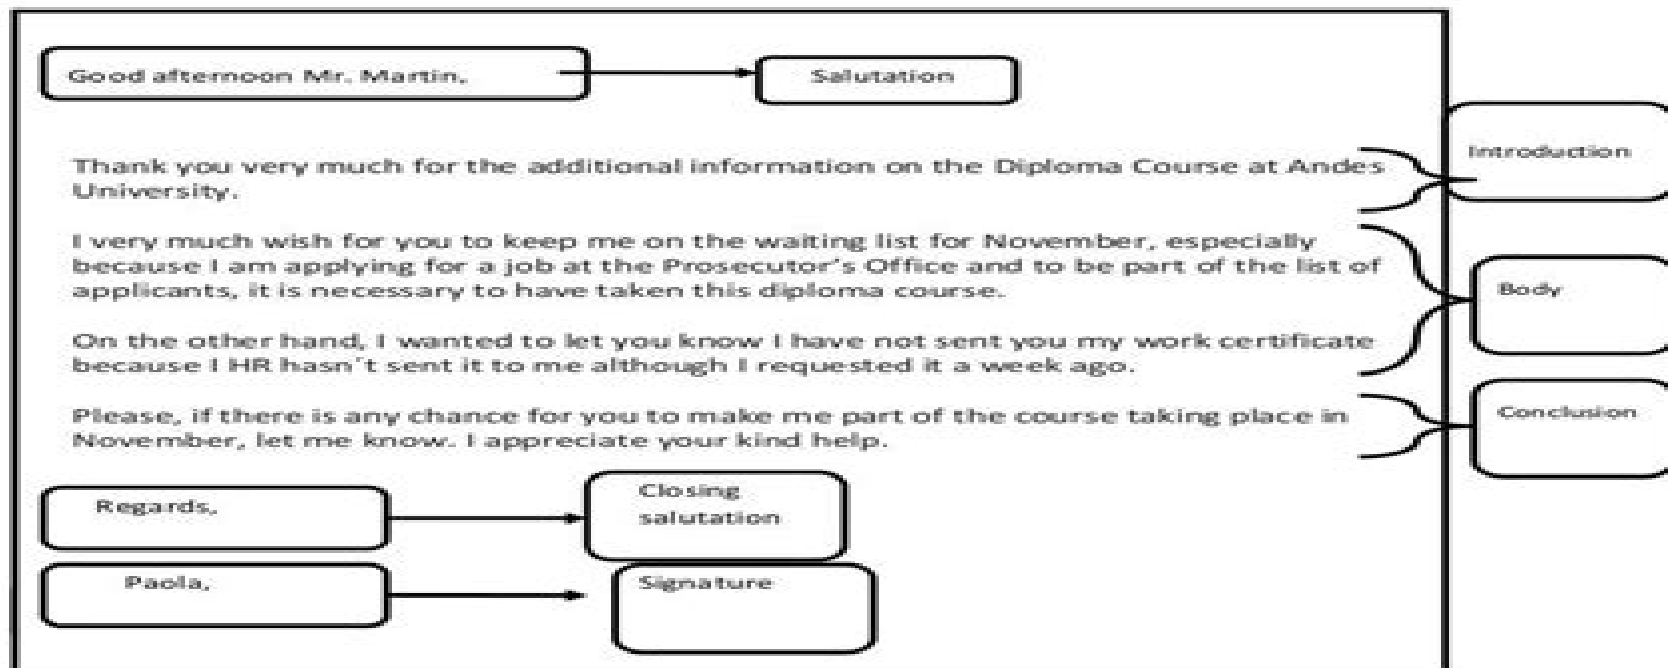 Good afternoon Mr. Martin,
Salutation
Thank you very much for the additional information on the Diploma Course at Andes
University.
Introduction
I very much wish for you to keep me on the waiting list for November, especially
because I am applying for a job at the Prosecutor's Office and to be part of the list of
applicants, it is necessary to have taken this diploma course.
Body
On the other hand, I wanted to let you know I have not sent you my work certificate
because I HR hasn´t sent it to me although I requested it a week ago.
Please, if there is any chance for you to make me part of the course taking place in
November, let me know. I appreciate your kind help.
Conclusion
Regards,
Closing
salutation
Paola,
Signature